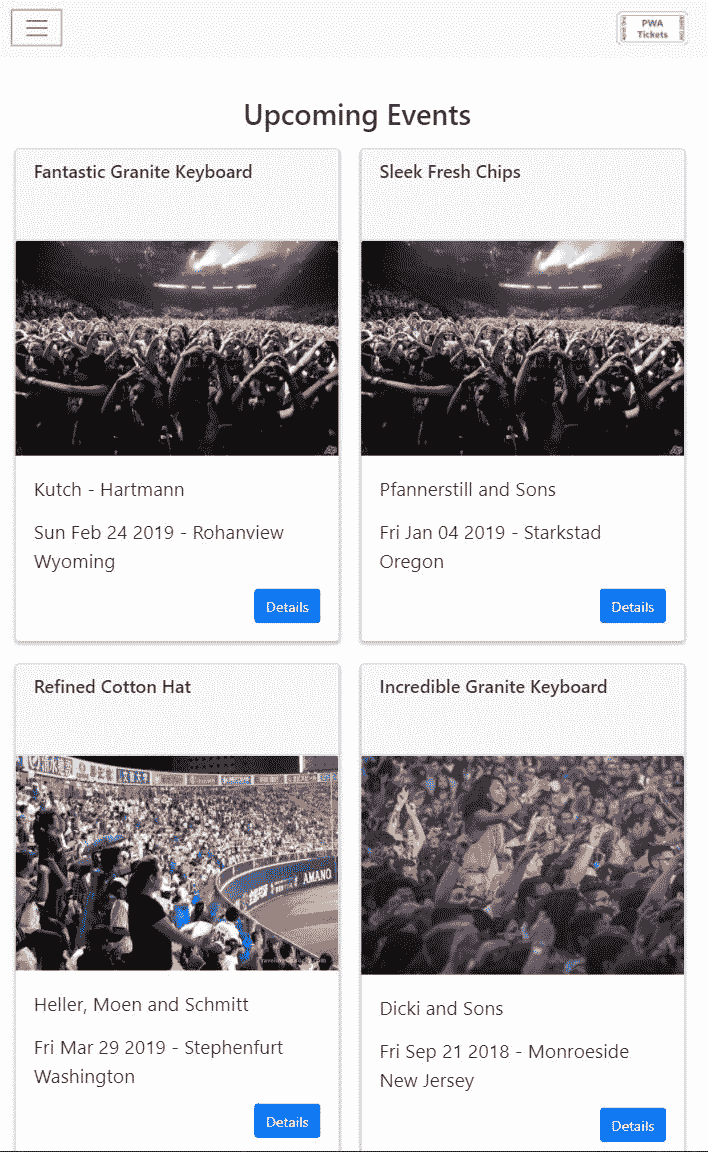 PWA
Tickets
Upcoming Events
Fantastic Granite Keyboard
Kutch - Hartmann
Sun Feb 24 2019 - Rohanview
Wyoming
Details
Sleek Fresh Chips
Pfannerstill and Sons
Fri Jan 04 2019 - Starkstad
Oregon
Details
Refined Cotton Hat
AMANO
Heller, Moen and Schmitt
Fri Mar 29 2019 - Stephenfurt
Washington
Details
Incredible Granite Keyboard
Dicki and Sons
Fri Sep 21 2018 - Monroeside
New Jersey
Details